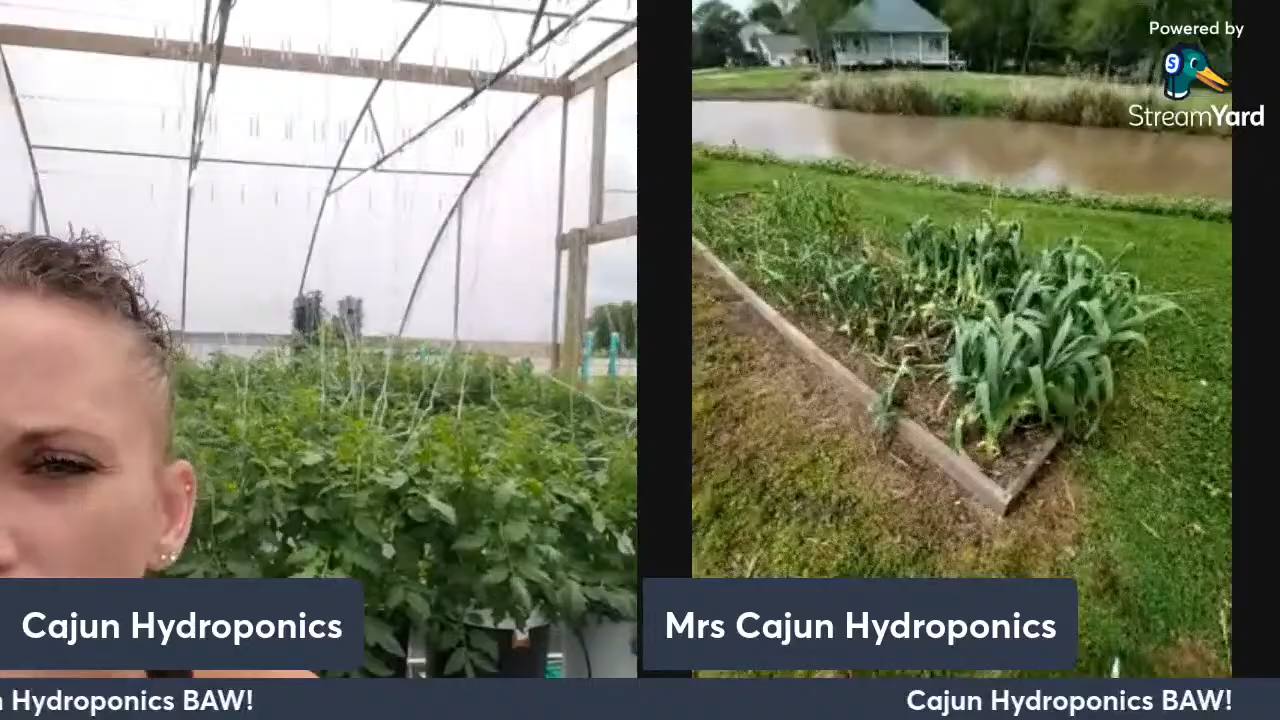 Powered by
S
StreamYard
Cajun Hydroponics
Mrs Cajun Hydroponics
n Hydroponics BAW!
Cajun Hydroponics BAW!